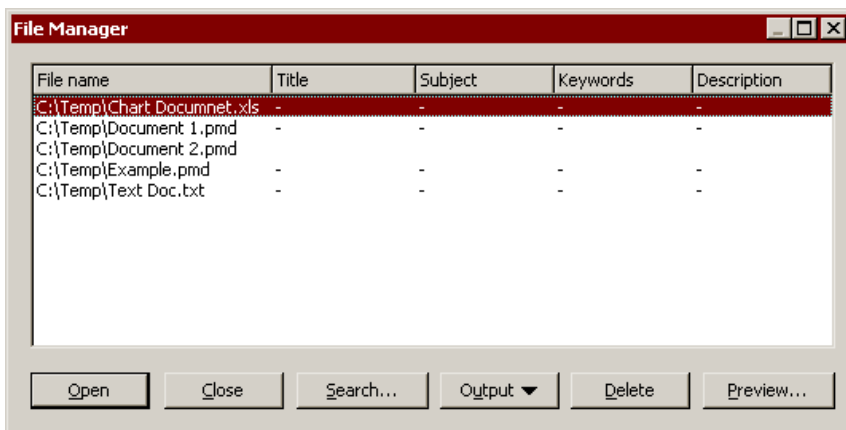 File Manager
File name Title Subject Keywords Description
C:\Temp\Chart Documnet.xls - - - -
C:\Temp\Document 1.pmd - - - -
C:\Temp\Document 2.pmd
C:\Temp\Example.pmd - - - -
C:\Temp\Text Doc.txt - - - -
Open Close Search... Output Delete Preview...